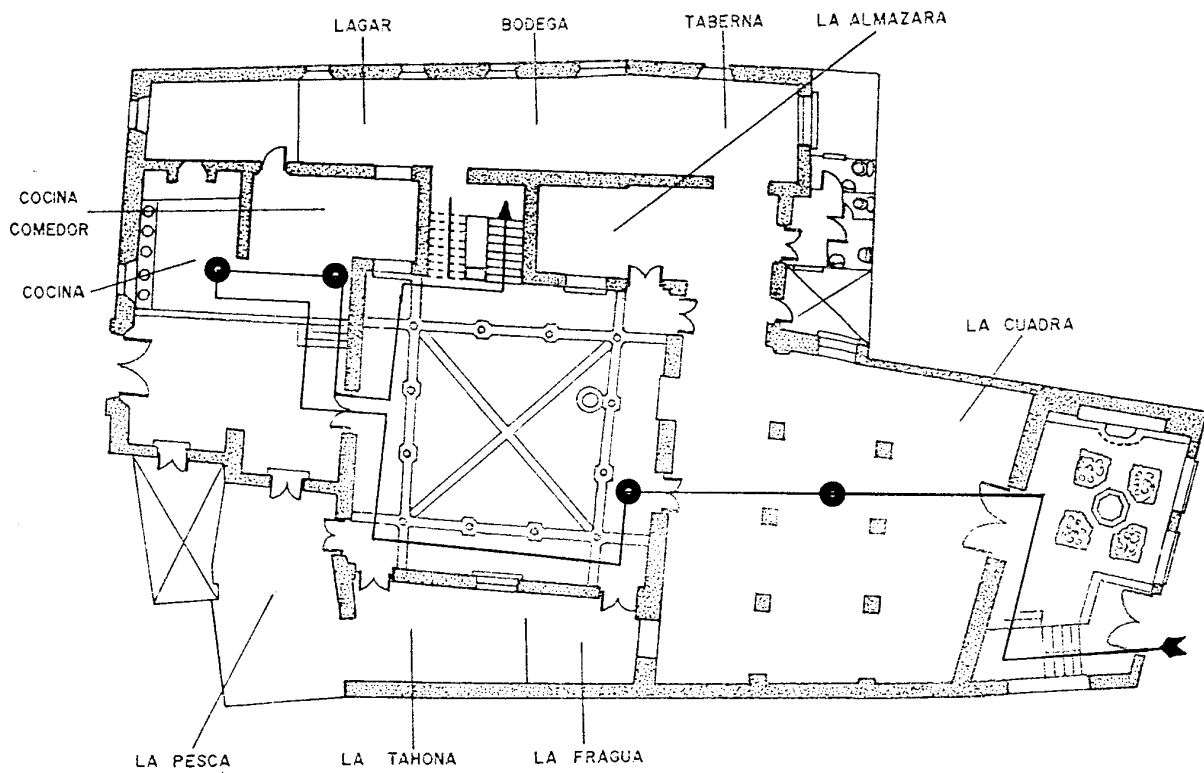 LAGAR
BODEGA
TABERNA
LA ALMAZARA
COCINA
COMEDOR
COCINA
LA CUADRA
LA PESCA
LA TAHONA
LA FRAGUA